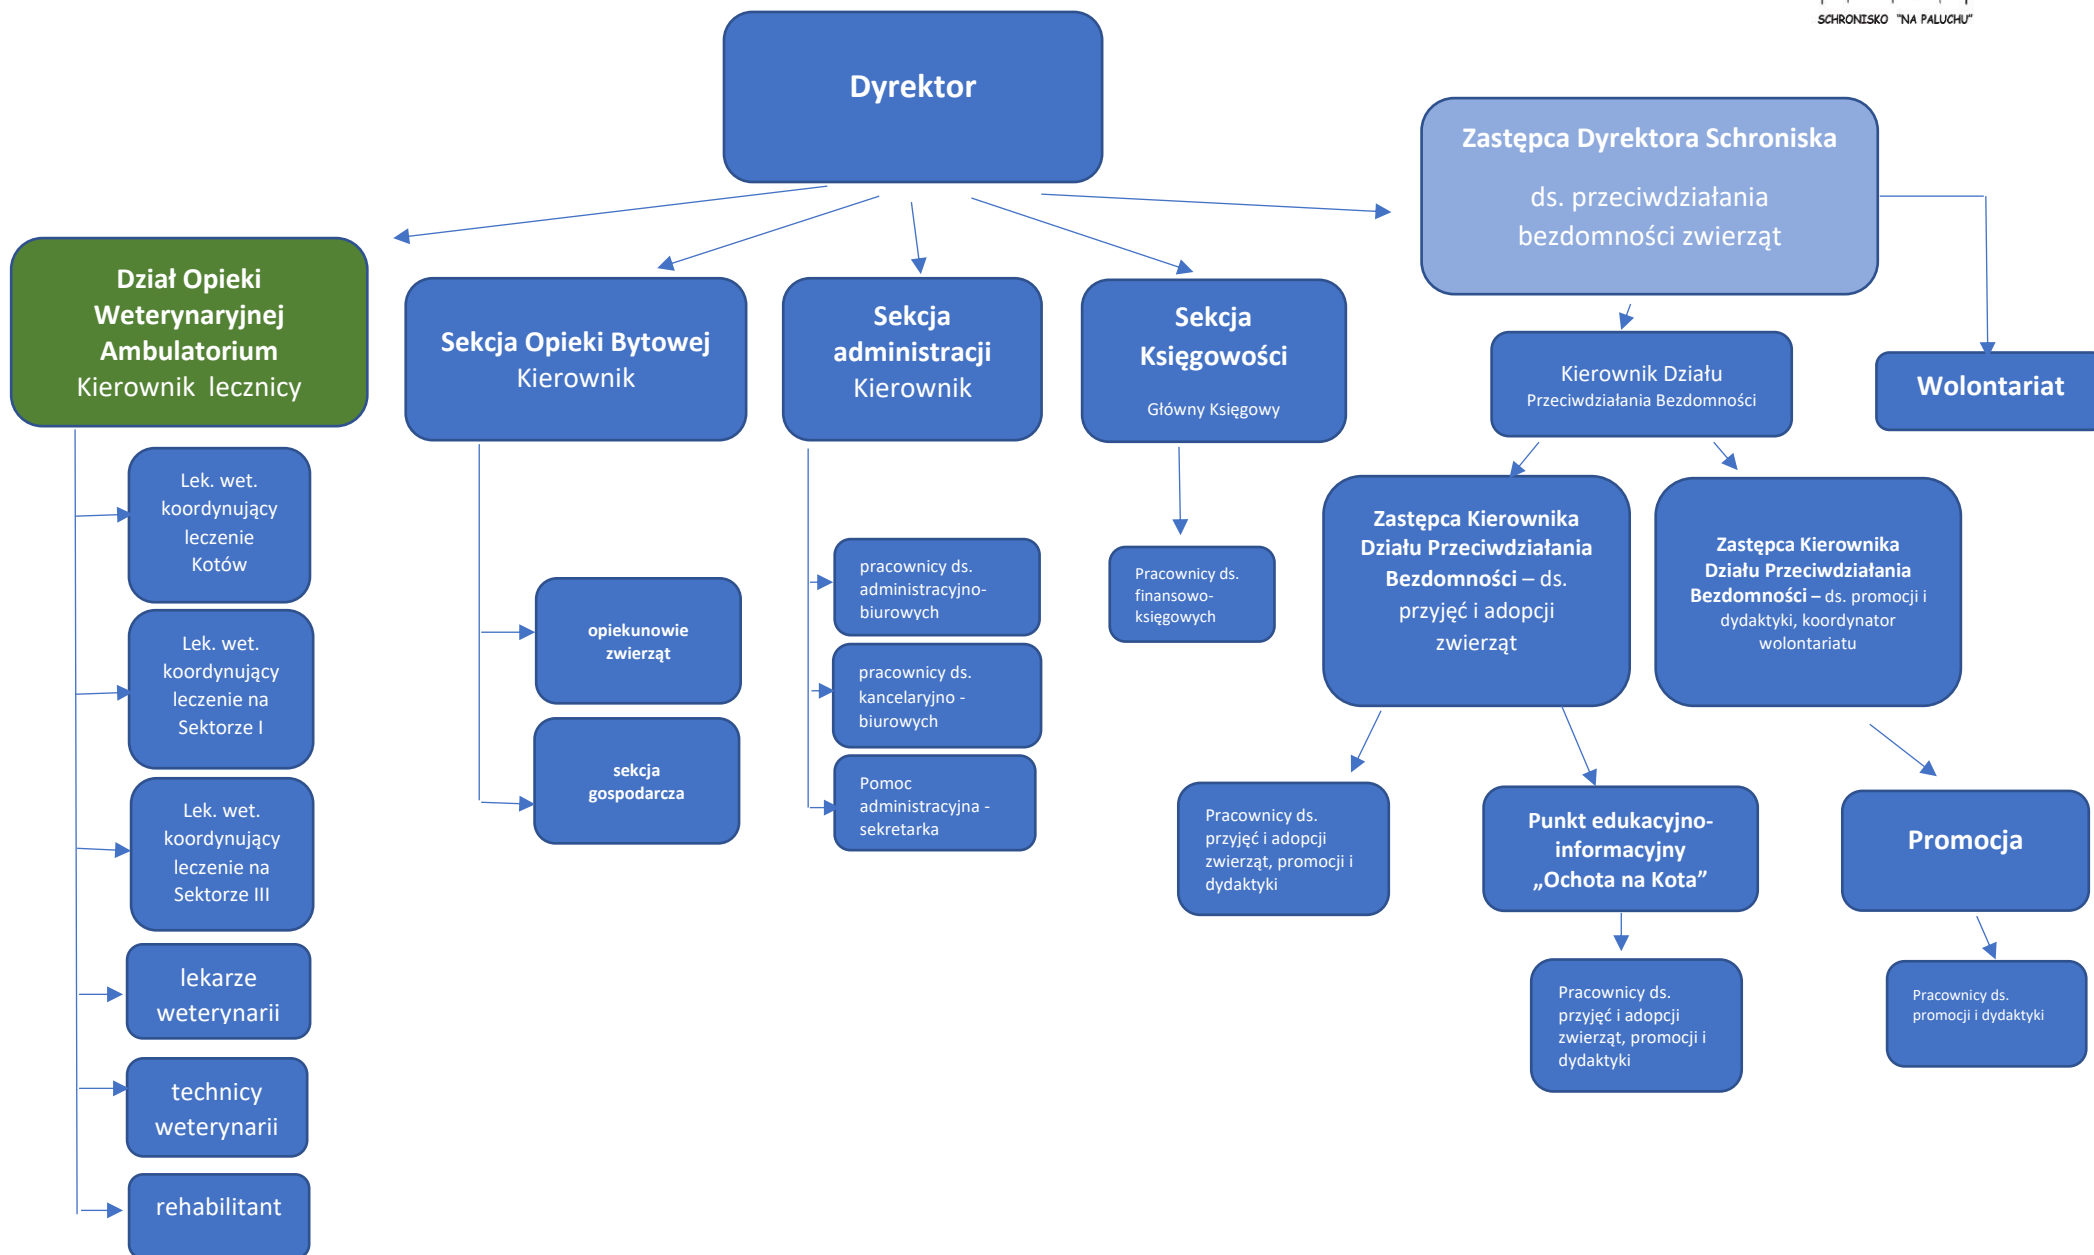 SCHRONISKO "NA PALUCHU"
Dyrektor
Zastępca Dyrektora Schroniska
ds. przeciwdziałania
bezdomności zwierząt
Dział Opieki
Weterynaryjnej
Ambulatorium
Kierownik lecznicy
Sekcja Opieki Bytowej
Kierownik
Sekcja
administracji
Kierownik
Sekcja
Księgowości
Główny Księgowy
Kierownik Działu
Przeciwdziałania Bezdomności
Wolontariat
Lek. wet.
koordynujący
leczenie
Kotów
Lek. wet.
koordynujący
leczenie na
Sektorze I
Lek. wet.
koordynujący
leczenie na
Sektorze III
lekarze
weterynarii
technicy
weterynarii
rehabilitant
opiekunowie
zwierząt
sekcja
gospodarcza
pracownicy ds.
administracyjno-
biurowych
pracownicy ds.
kancelaryjno -
biurowych
Pomoc
administracyjna -
sekretarka
Pracownicy ds.
finansowo-
księgowych
Zastępca Kierownika
Działu Przeciwdziałania
Bezdomności – ds.
przyjęć i adopcji
zwierząt
Zastępca Kierownika
Działu Przeciwdziałania
Bezdomności – ds. promocji i
dydaktyki, koordynator
wolontariatu
Pracownicy ds.
przyjęć i adopcji
zwierząt, promocji i
dydaktyki
Punkt edukacyjno-
informacyjny
„Ochota na Kota”
Promocja
Pracownicy ds.
przyjęć i adopcji
zwierząt, promocji i
dydaktyki
Pracownicy ds.
promocji i dydaktyki